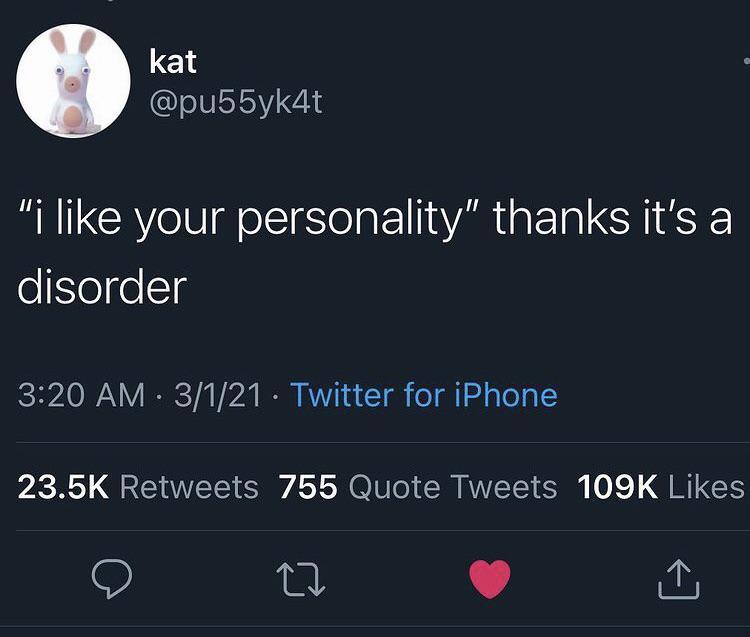 kat
@pu55yk4t
“i like your personality” thanks it’s a
disorder
3:20 AM · 3/1/21 · Twitter for iPhone
23.5K Retweets 755 Quote Tweets 109K Likes